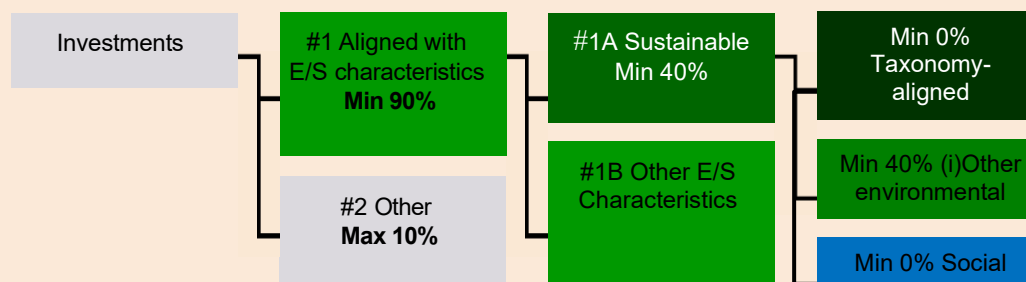 Investments
#1 Aligned with
E/S characteristics
Min 90%
#2 Other
Max 10%
#1A Sustainable
Min 40%
#1B Other E/S
Characteristics
Min 0%
Taxonomy-
aligned
Min 40% (i)Other
environmental
Min 0% Social